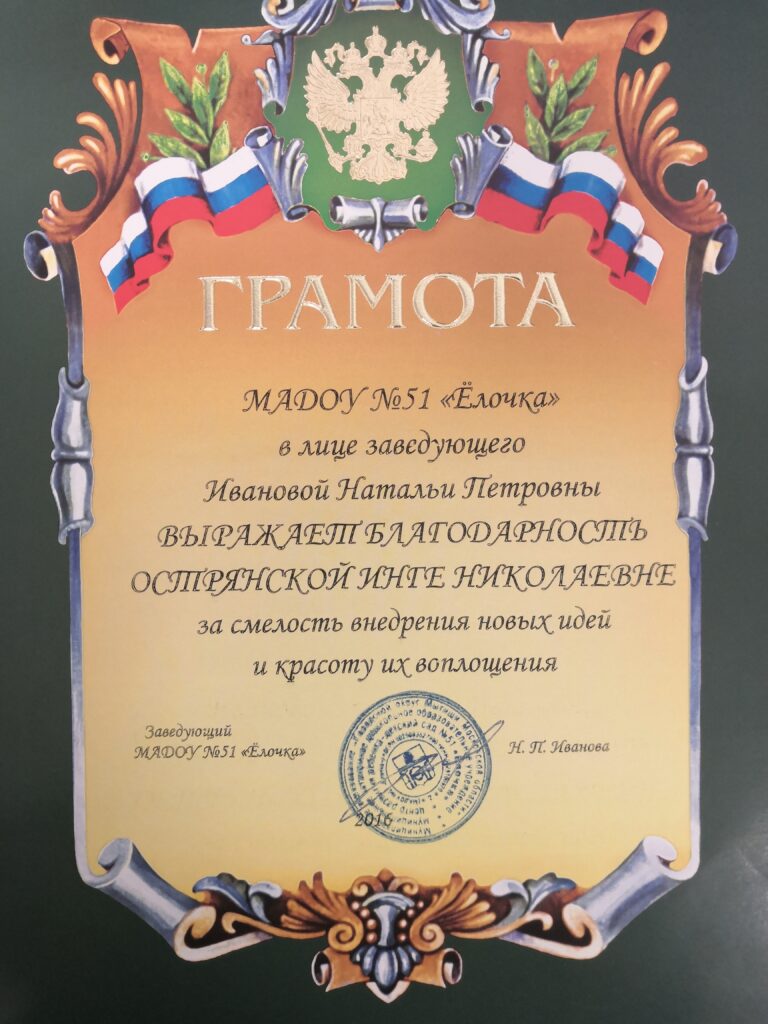 ГРАМОТА
МАДОУ №51 «Ёлочка»
в лице заведующего
Ивановой Натальи Петровны
ВЫРАЖАЕТ БЛАГОДАРНОСТЬ
ОСТРЯНСКОЙ ИНГЕ НИКОЛАЕВНЕ
за смелость внедрения новых идей
и красоту их воплощения
Заведующий
МАДОУ №51 «Ёлочка»
Н. П. Иванова
2016